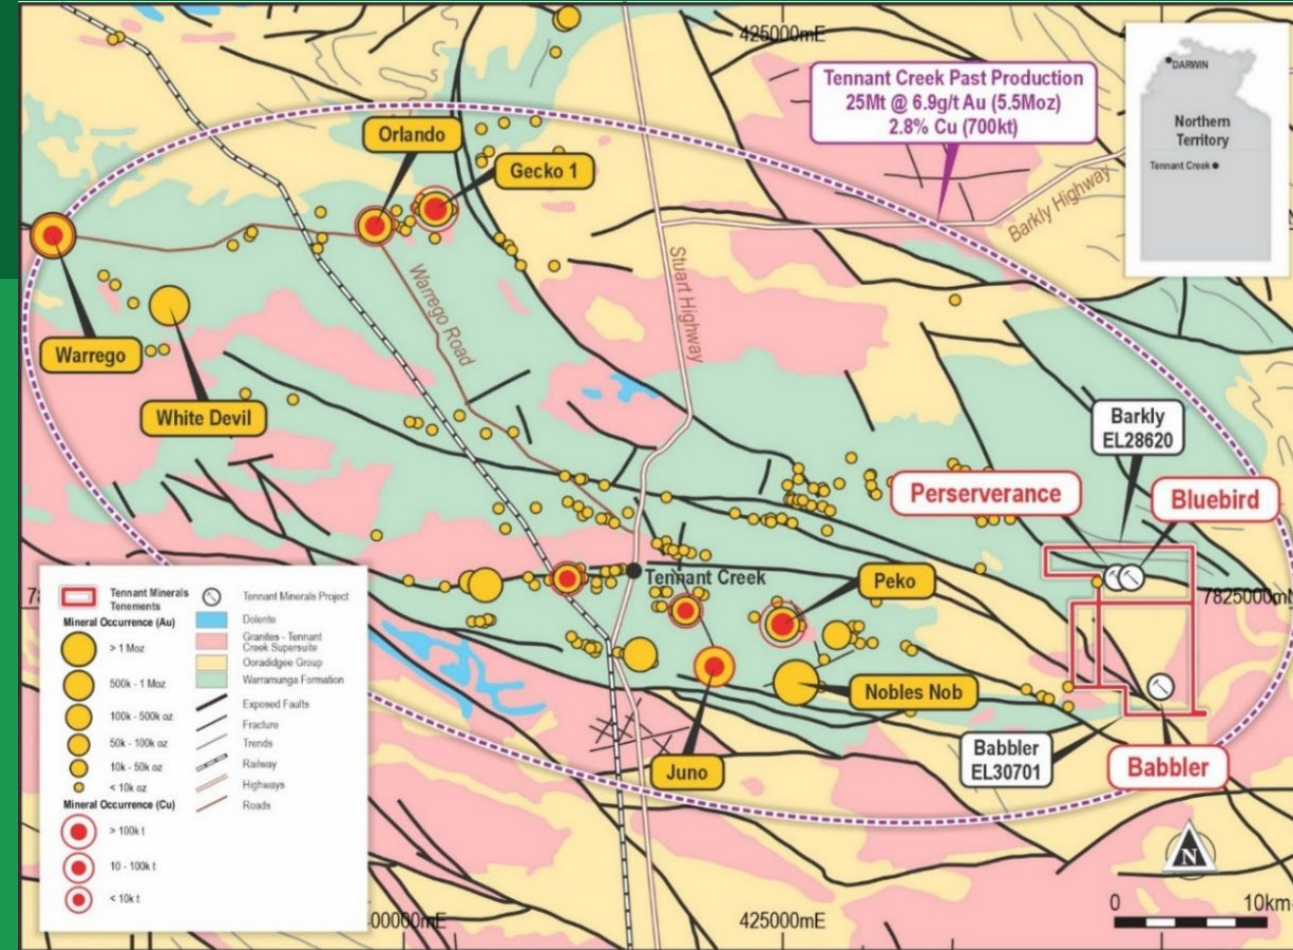 425000mE
Tennant Creek Past Production
25Mt @ 6.9g/t Au (5.5Moz)
2.8% Cu (700kt)
DARWIN
Northern
Territory
Tennant Creek
Orlando
Gecko 1
Barkly Highway
Stuart Highway
Warrego Road
Warrego
White Devil
Barkly
EL28620
Perserverance
Bluebird
Tennant Creek
Peko
7825000mN
Nobles Nob
Juno
Babbler
EL30701
Babbler
Tennant Minerals
Tenements
Mineral Occurrence (Au)
> 1 Moz
500k - 1 Moz
100k - 500k oz
50k - 100k oz
10k - 50k oz
< 10k oz
Mineral Occurrence (Cu)
> 100k t
10 - 100k t
< 10k t
Tennant Minerals Project
Dolerite
Granites - Tennant
Creek Supersuite
Ooradidgee Group
Warramunga Formation
Exposed Faults
Fracture
Trends
Railway
Highways
Roads
00000mE
425000mE
N
0 10km